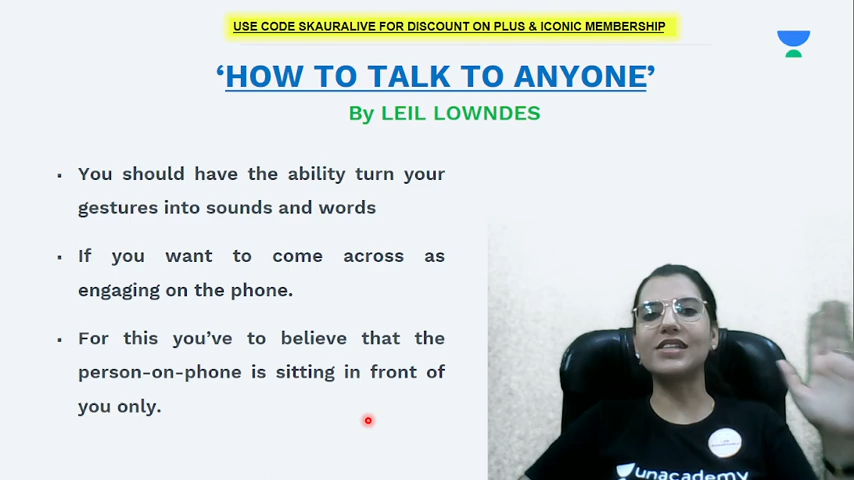 USE CODE SKAURALIVE FOR DISCOUNT ON PLUS & ICONIC MEMBERSHIP
‘HOW TO TALK TO ANYONE’
By LEIL LOWNDES
▪ You should have the ability turn your
gestures into sounds and words
▪ If you want to come across as
engaging on the phone.
▪ For this you’ve to believe that the
person-on-phone is sitting in front of
you only.
unacademy